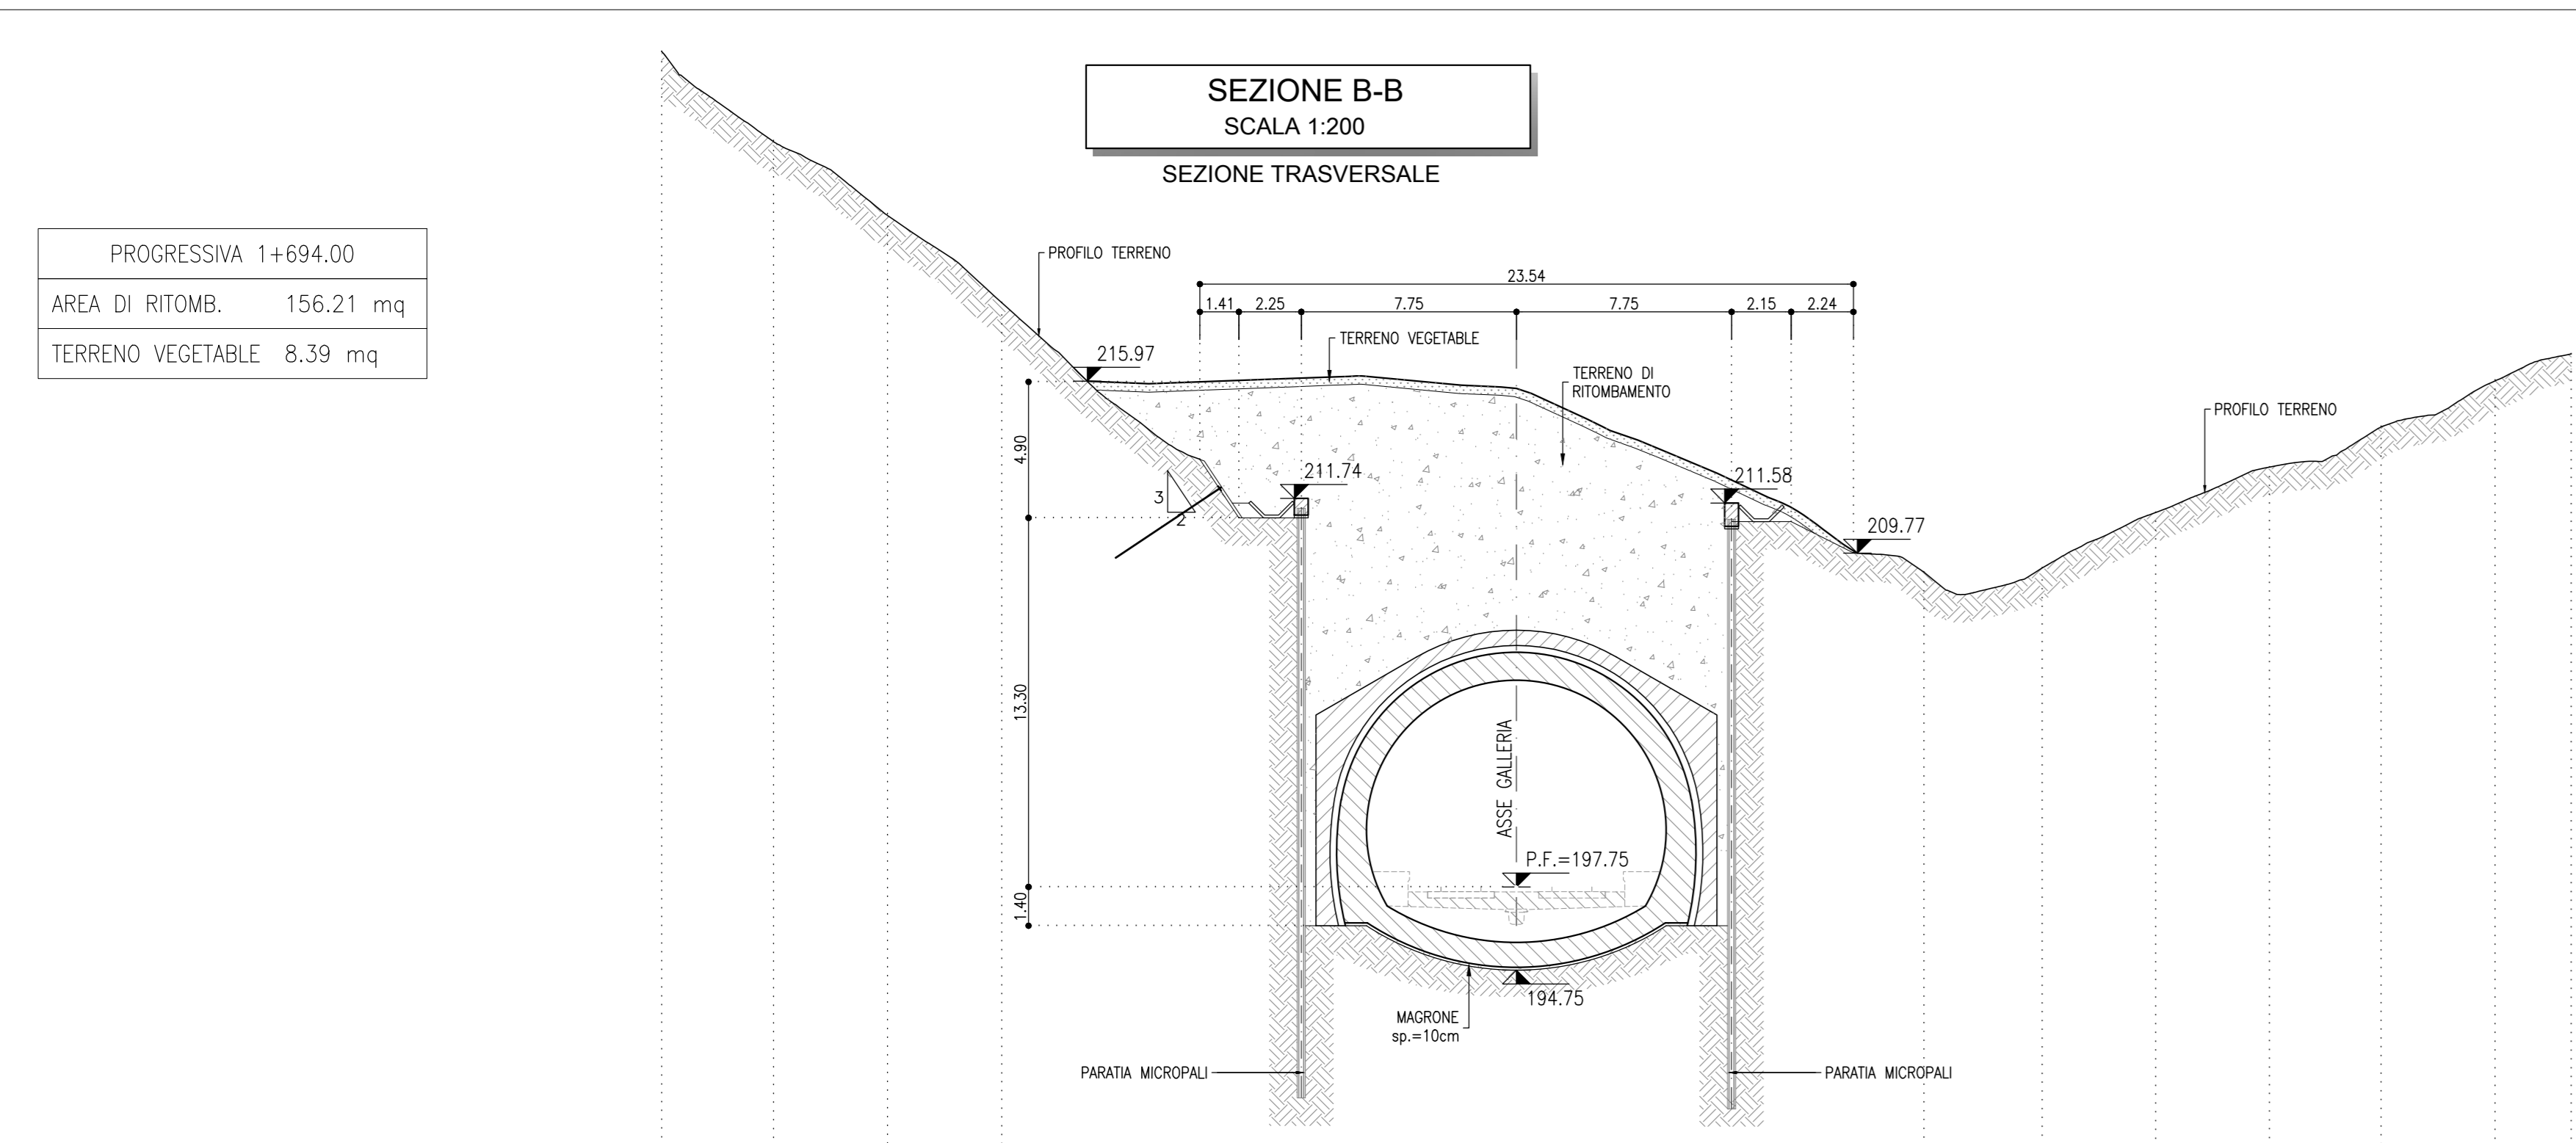 SEZIONE B-B
SCALA 1:200
SEZIONE TRASVERSALE
PROGRESSIVA 1+694.00
AREA DI RITOMB. 156.21 mq
TERRENO VEGETABLE 8.39 mq
PROFILO TERRENO
23.54
1.41 2.25 7.75 7.75 2.15 2.24
TERRENO VEGETABLE
215.97
TERRENO DI
RITOMBAMENTO
PROFILO TERRENO
4.90
211.74
211.58
3
2
209.77
13.30
ASSE GALLERIA
P.F.=197.75
1.40
194.75
MAGRONE
sp.=10cm
PARATIA MICROPALI
PARATIA MICROPALI